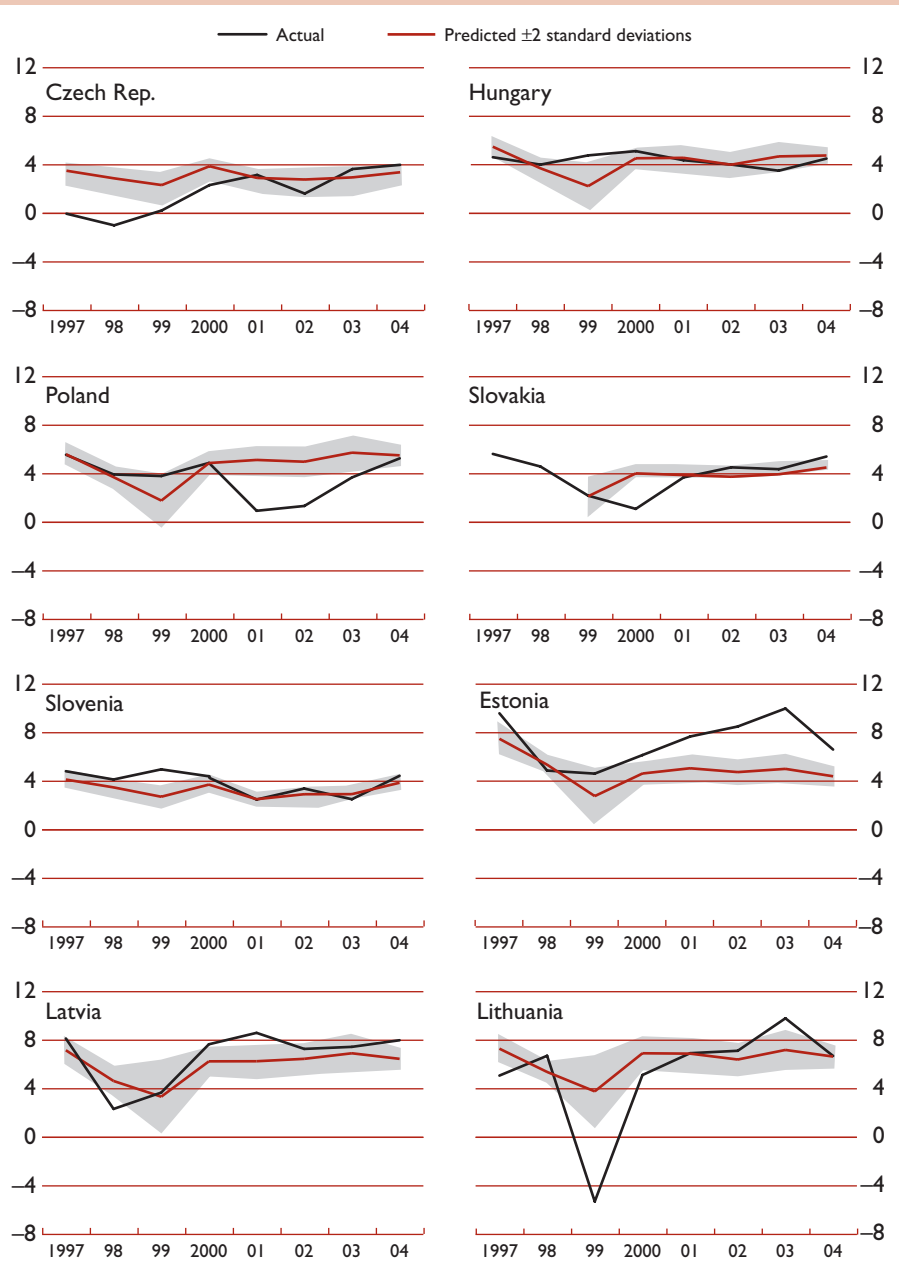 Actual Predicted ±2 standard deviations
12 12
Czech Rep. Hungary
8 8
4 4
0 0
–4 –4
–8 –8
1997 98 99 2000 01 02 03 04 1997 98 99 2000 01 02 03 04
12 12
Poland Slovakia
8 8
4 4
0 0
–4 –4
–8 –8
1997 98 99 2000 01 02 03 04 1997 98 99 2000 01 02 03 04
12 12
Slovenia Estonia
8 8
4 4
0 0
–4 –4
–8 –8
1997 98 99 2000 01 02 03 04 1997 98 99 2000 01 02 03 04
12 12
Latvia Lithuania
8 8
4 4
0 0
–4 –4
–8 –8
1997 98 99 2000 01 02 03 04 1997 98 99 2000 01 02 03 04